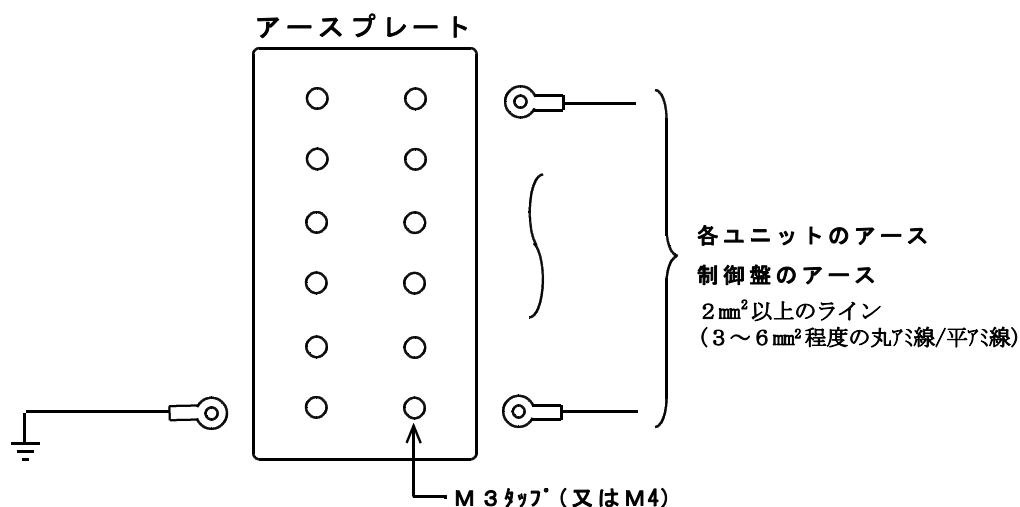 アースプレート
各ユニットのアース
制御盤のアース
２㎜²以上のライン
(３～６㎜²程度の丸ｱﾐ線/平ｱﾐ線)
Ｍ３ﾀｯﾌﾟ(又はM4)